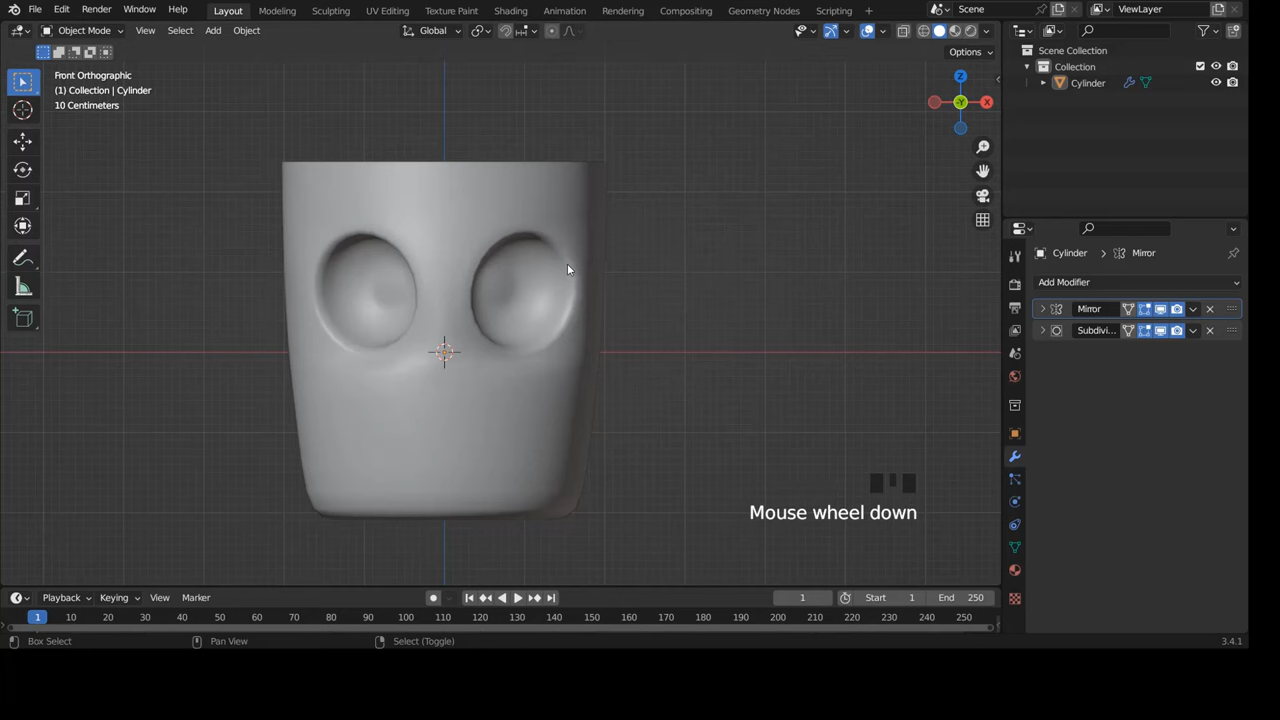 File Edit Render Window Help Layout Modeling Sculpting UV Editing Texture Paint Shading Animation Rendering Compositing Geometry Nodes Scripting Scene ViewLayer
Object Mode View Select Add Object Global
Options
Front Orthographic
(1) Collection | Cylinder
10 Centimeters
Z
-Y
X
Scene Collection
Collection
Cylinder
Cylinder > Mirror
Add Modifier
Mirror
Subdivi...
Mouse wheel down
Playback Keying View Marker 1 Start 1 End 250
1 10 20 30 40 50 60 70 80 90 100 110 120 130 140 150 160 170 180 190 200 210 220 230 240 250
Box Select Pan View Select (Toggle) 3.4.1